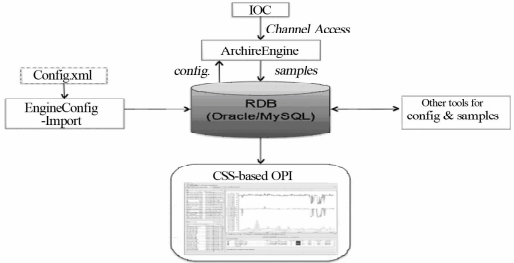 IOC
Channel Access
ArchireEngine
config.
samples
Config.xml
EngineConfig
-Import
RDB
(Oracle/MySQL)
Other tools for
config & samples
CSS-based OPI